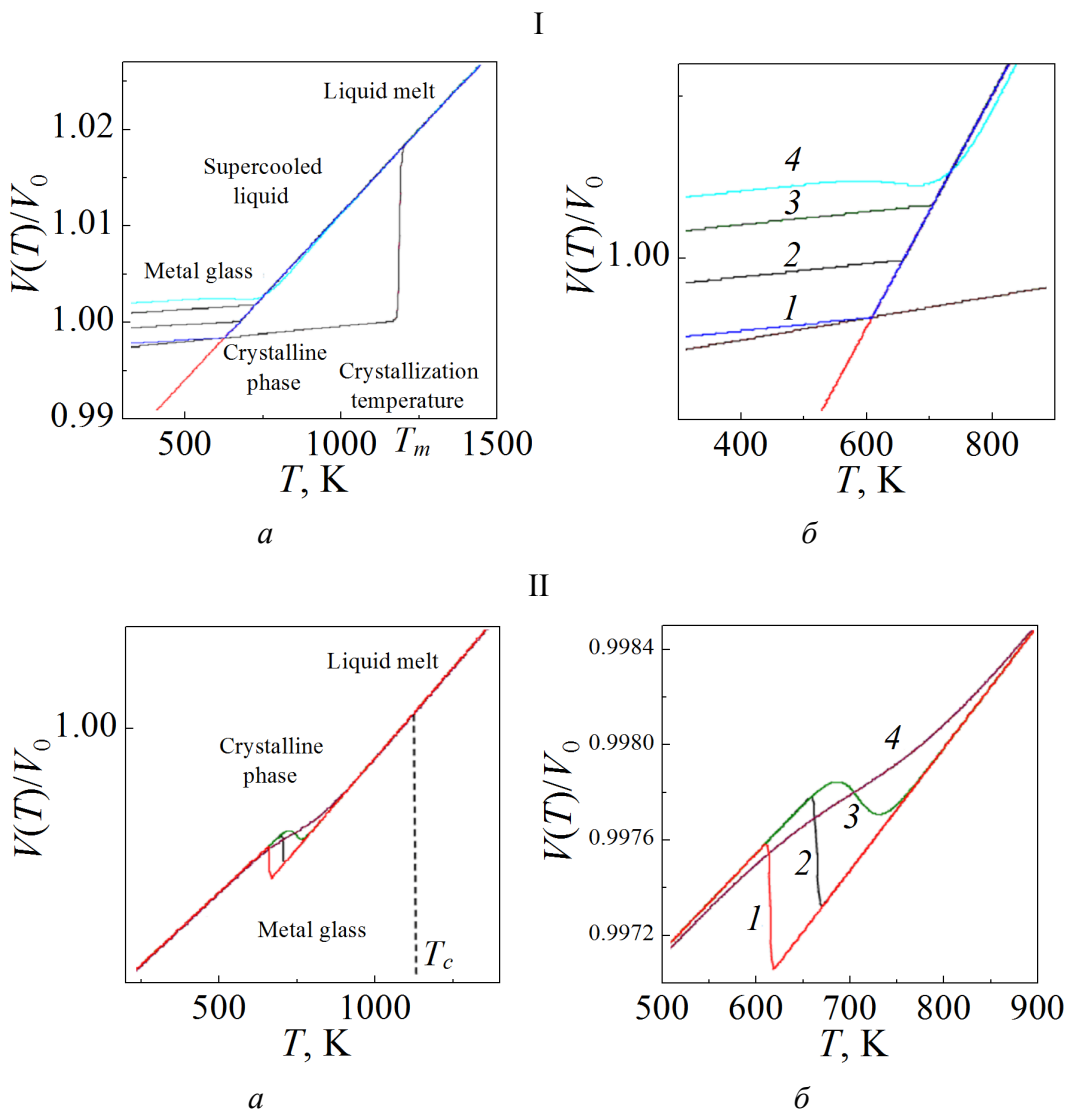 I
Liquid melt
Supercooled
liquid
Metal glass
Crystalline
phase
Crystallization
temperature
V(T)/V0
1.02
1.01
1.00
0.99
500
1000
Tm
1500
T, K
а
4
3
2
1
V(T)/V0
1.00
400
600
800
T, K
б
II
Liquid melt
Crystalline
phase
Metal glass
Tc
V(T)/V0
1.00
500
1000
T, K
а
V(T)/V0
0.9984
0.9980
0.9976
0.9972
4
3
2
1
500
600
700
800
900
T, K
б